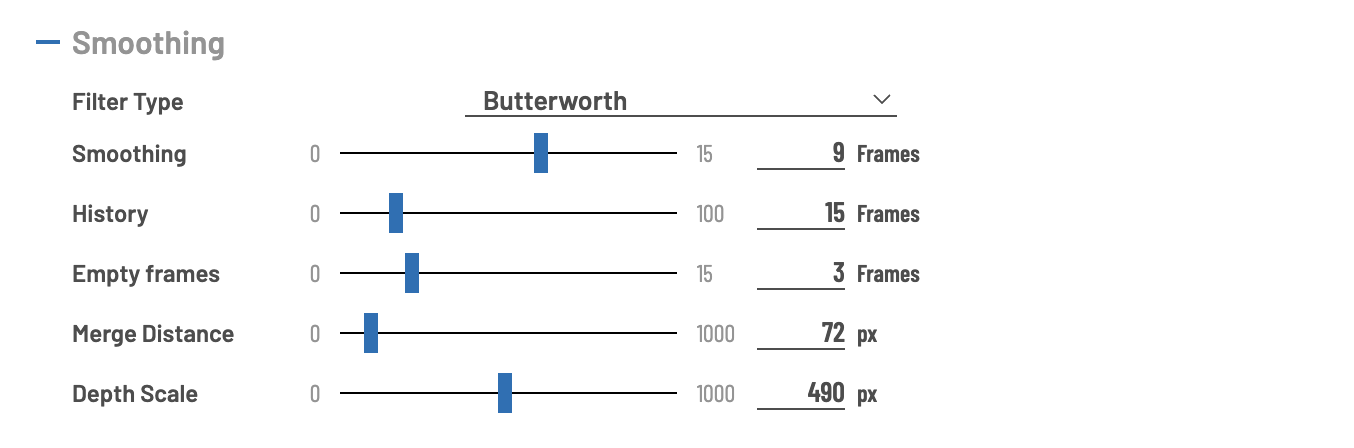 Smoothing
Filter Type Butterworth
Smoothing 0 15 9 Frames
History 0 100 15 Frames
Empty frames 0 15 3 Frames
Merge Distance 0 1000 72 px
Depth Scale 0 1000 490 px